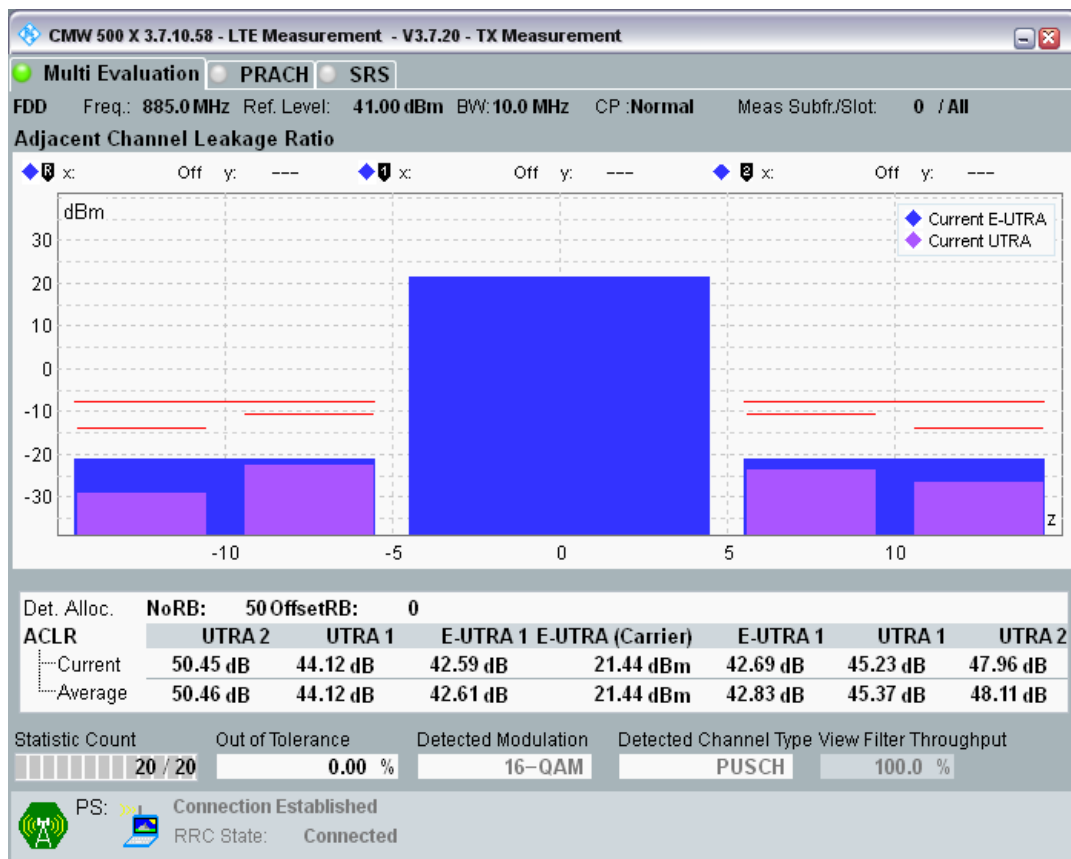 CMW 500 X 3.7.10.58 - LTE Measurement - V3.7.20 - TX Measurement
Multi Evaluation PRACH SRS
FDD Freq.: 885.0 MHz Ref. Level: 41.00 dBm BW: 10.0 MHz CP :Normal Meas Subfr./Slot: 0 / All
Adjacent Channel Leakage Ratio
R x: Off y: --- 1 x: Off y: --- 2 x: Off y: ---
dBm
Current E-UTRA
Current UTRA
30
20
10
0
-10
-20
-30
z
-10 -5 0 5 10
Det. Alloc. NoRB: 50 OffsetRB: 0
ACLR UTRA 2 UTRA 1 E-UTRA 1 E-UTRA (Carrier) E-UTRA 1 UTRA 1 UTRA 2
Current 50.45 dB 44.12 dB 42.59 dB 21.44 dBm 42.69 dB 45.23 dB 47.96 dB
Average 50.46 dB 44.12 dB 42.61 dB 21.44 dBm 42.83 dB 45.37 dB 48.11 dB
Statistic Count Out of Tolerance Detected Modulation Detected Channel Type View Filter Throughput
20 / 20 0.00 % 16-QAM PUSCH 100.0 %
PS: Connection Established
RRC State: Connected